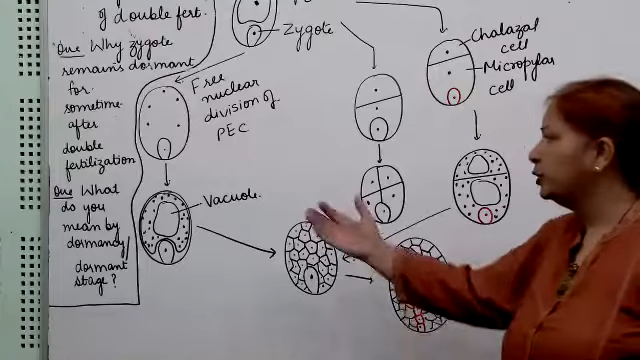 of double fert.
Que Why zygote
remains dormant
for
sometime
after
double
fertilization
Que What
do you
mean by
dormancy/
dormant
stage?
Zygote
Free
nuclear
division of
PEC
Vacuole.
Chalazal
cell
Micropylar
cell